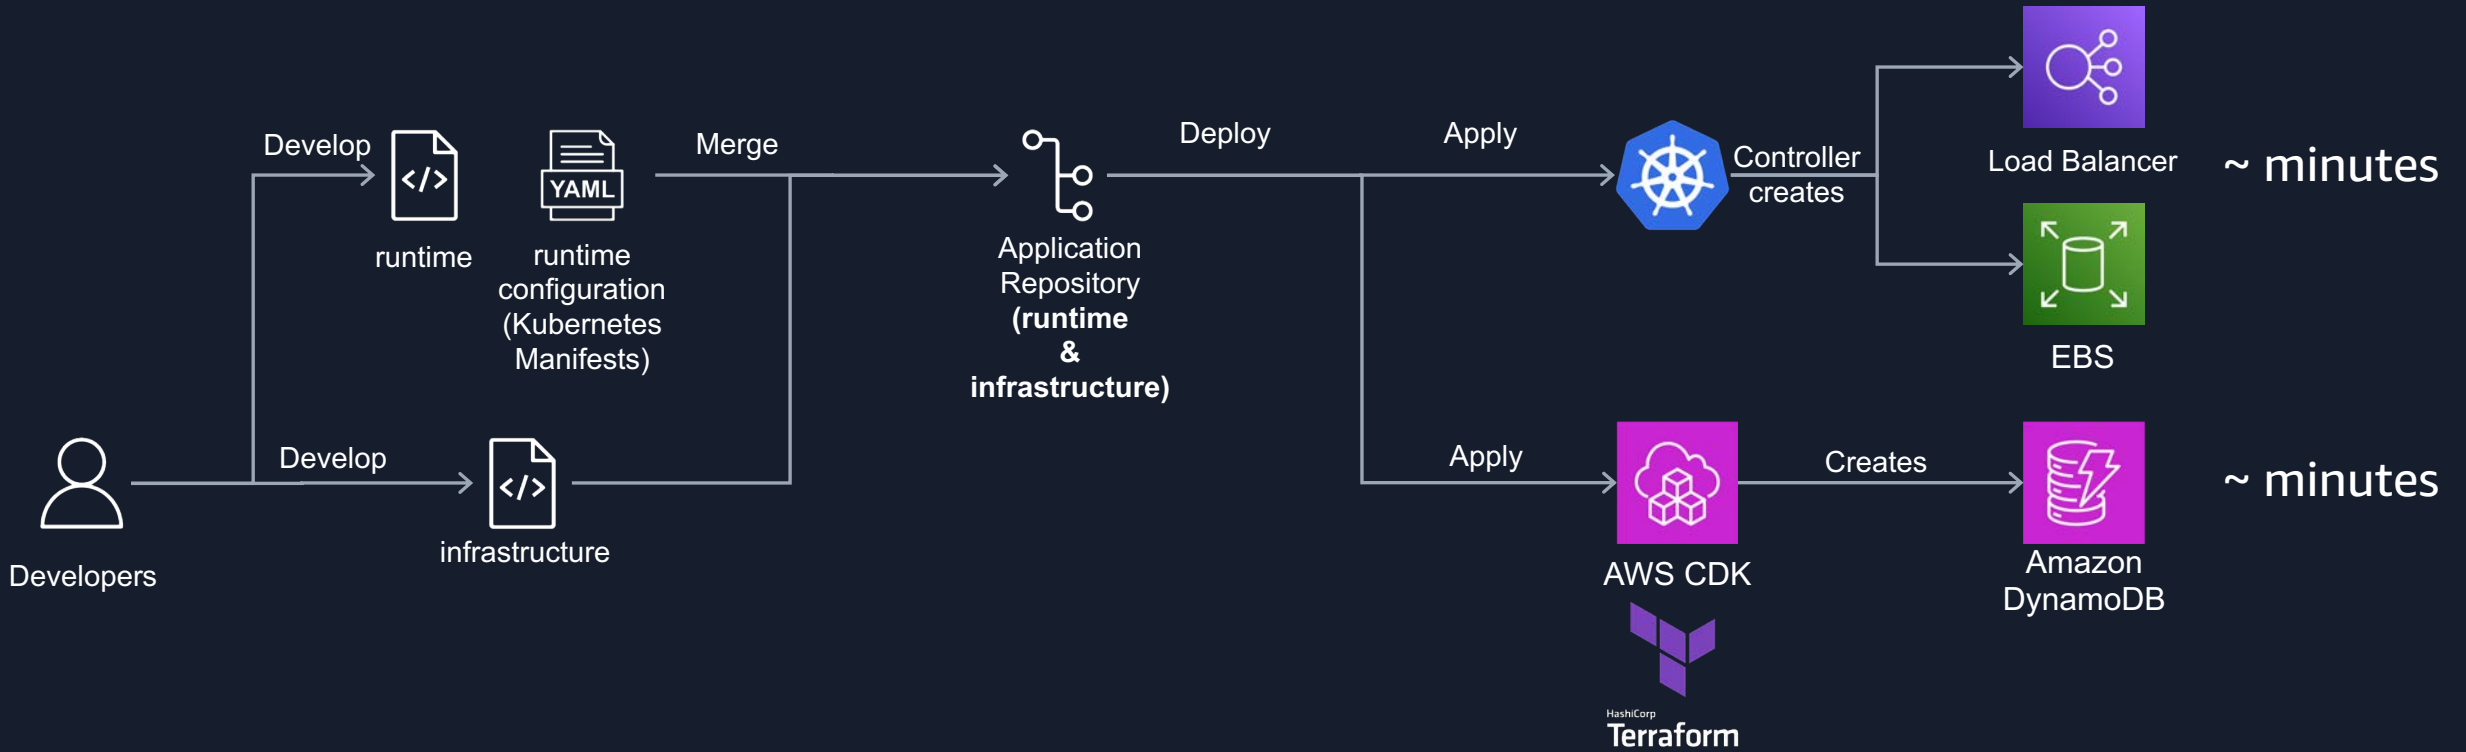 Develop
</>
runtime
YAML
runtime
configuration
(Kubernetes
Manifests)
Merge
Developers
Develop
</>
infrastructure
Application
Repository
(runtime
&
infrastructure)
Deploy
Apply
Controller
creates
Load Balancer
~ minutes
EBS
Apply
AWS CDK
HashiCorp
Terraform
Creates
Amazon
DynamoDB
~ minutes